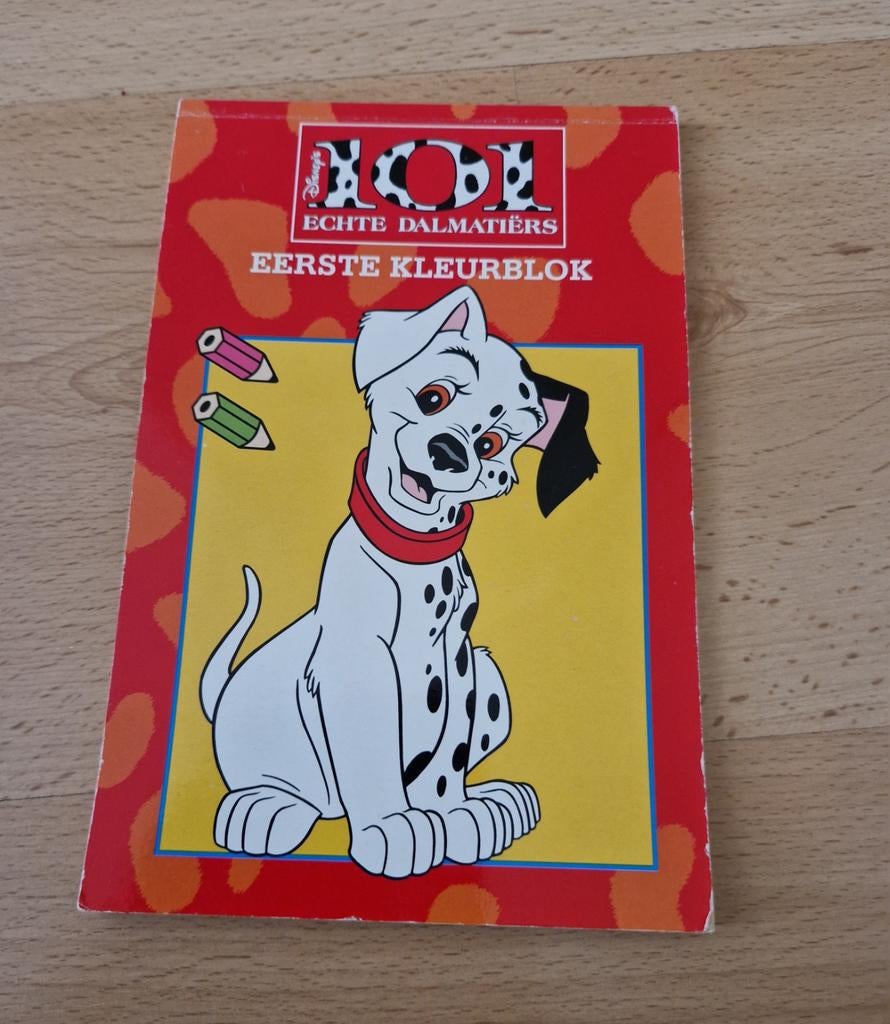 Disney's
101
ECHTE DALMATIËRS
EERSTE KLEURBLOK